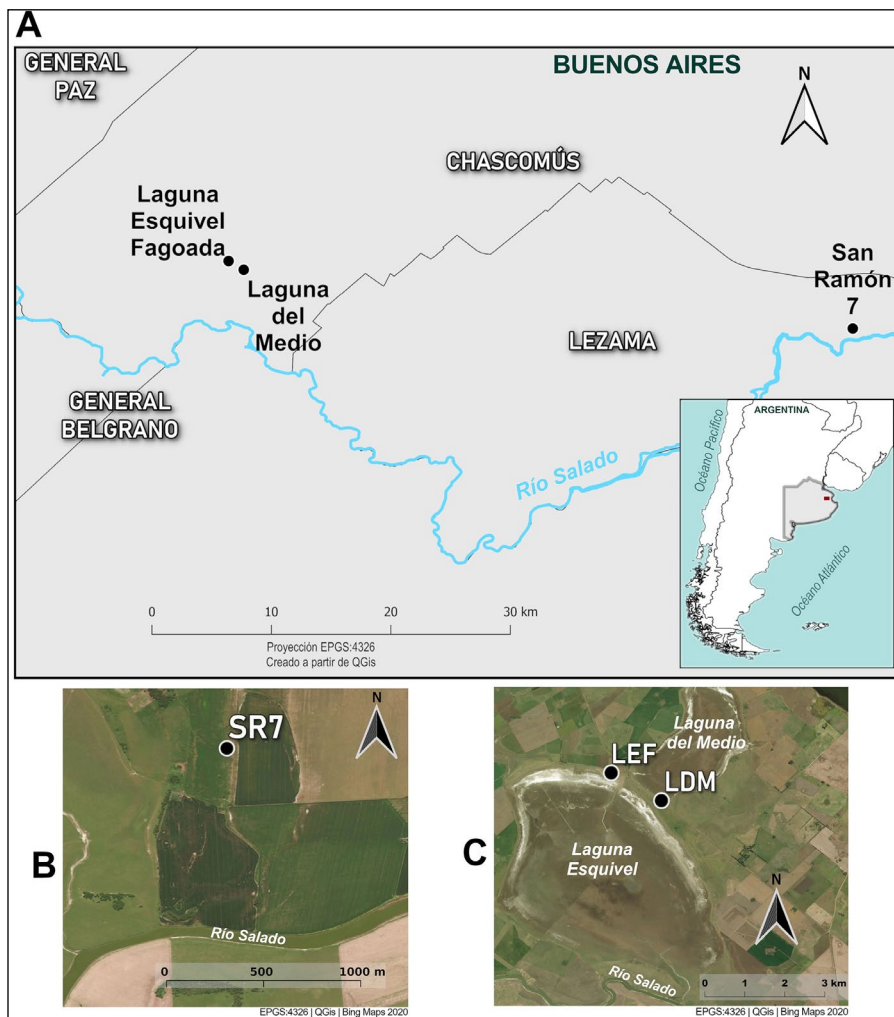 A
GENERAL
PAZ
BUENOS AIRES
N
CHASCOMÚS
Laguna
Esquivel
Fagoada
Laguna
del
Medio
San
Ramón
7
LEZAMA
GENERAL
BELGRANO
Río Salado
ARGENTINA
Océano Pacífico
Océano Atlántico
0 10 20 30 km
Proyección EPGS:4326
Creado a partir de QGis
B
SR7
N
Río Salado
0 500 1000 m
EPGS:4326 | QGis | Bing Maps 2020
C
Laguna
del Medio
LEF
LDM
Laguna
Esquivel
N
Río Salado
0 1 2 3 km
EPGS:4326 | QGis | Bing Maps 2020